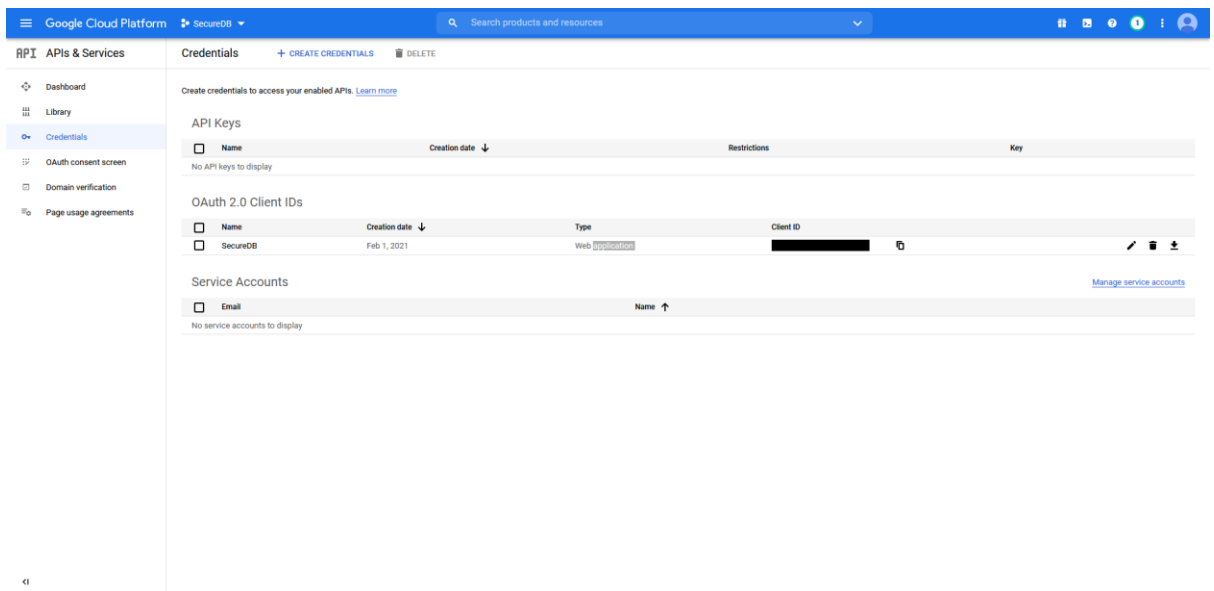 Google Cloud Platform SecureDB Search products and resources 1
API APIs & Services Credentials + CREATE CREDENTIALS DELETE
Dashboard
Create credentials to access your enabled APIs. Learn more
Library
API Keys
Credentials
Name Creation date Restrictions Key
OAuth consent screen
No API keys to display
Domain verification
OAuth 2.0 Client IDs
Page usage agreements
Name Creation date Type Client ID
SecureDB Feb 1, 2021 Web application
Service Accounts Manage service accounts
Email Name
No service accounts to display